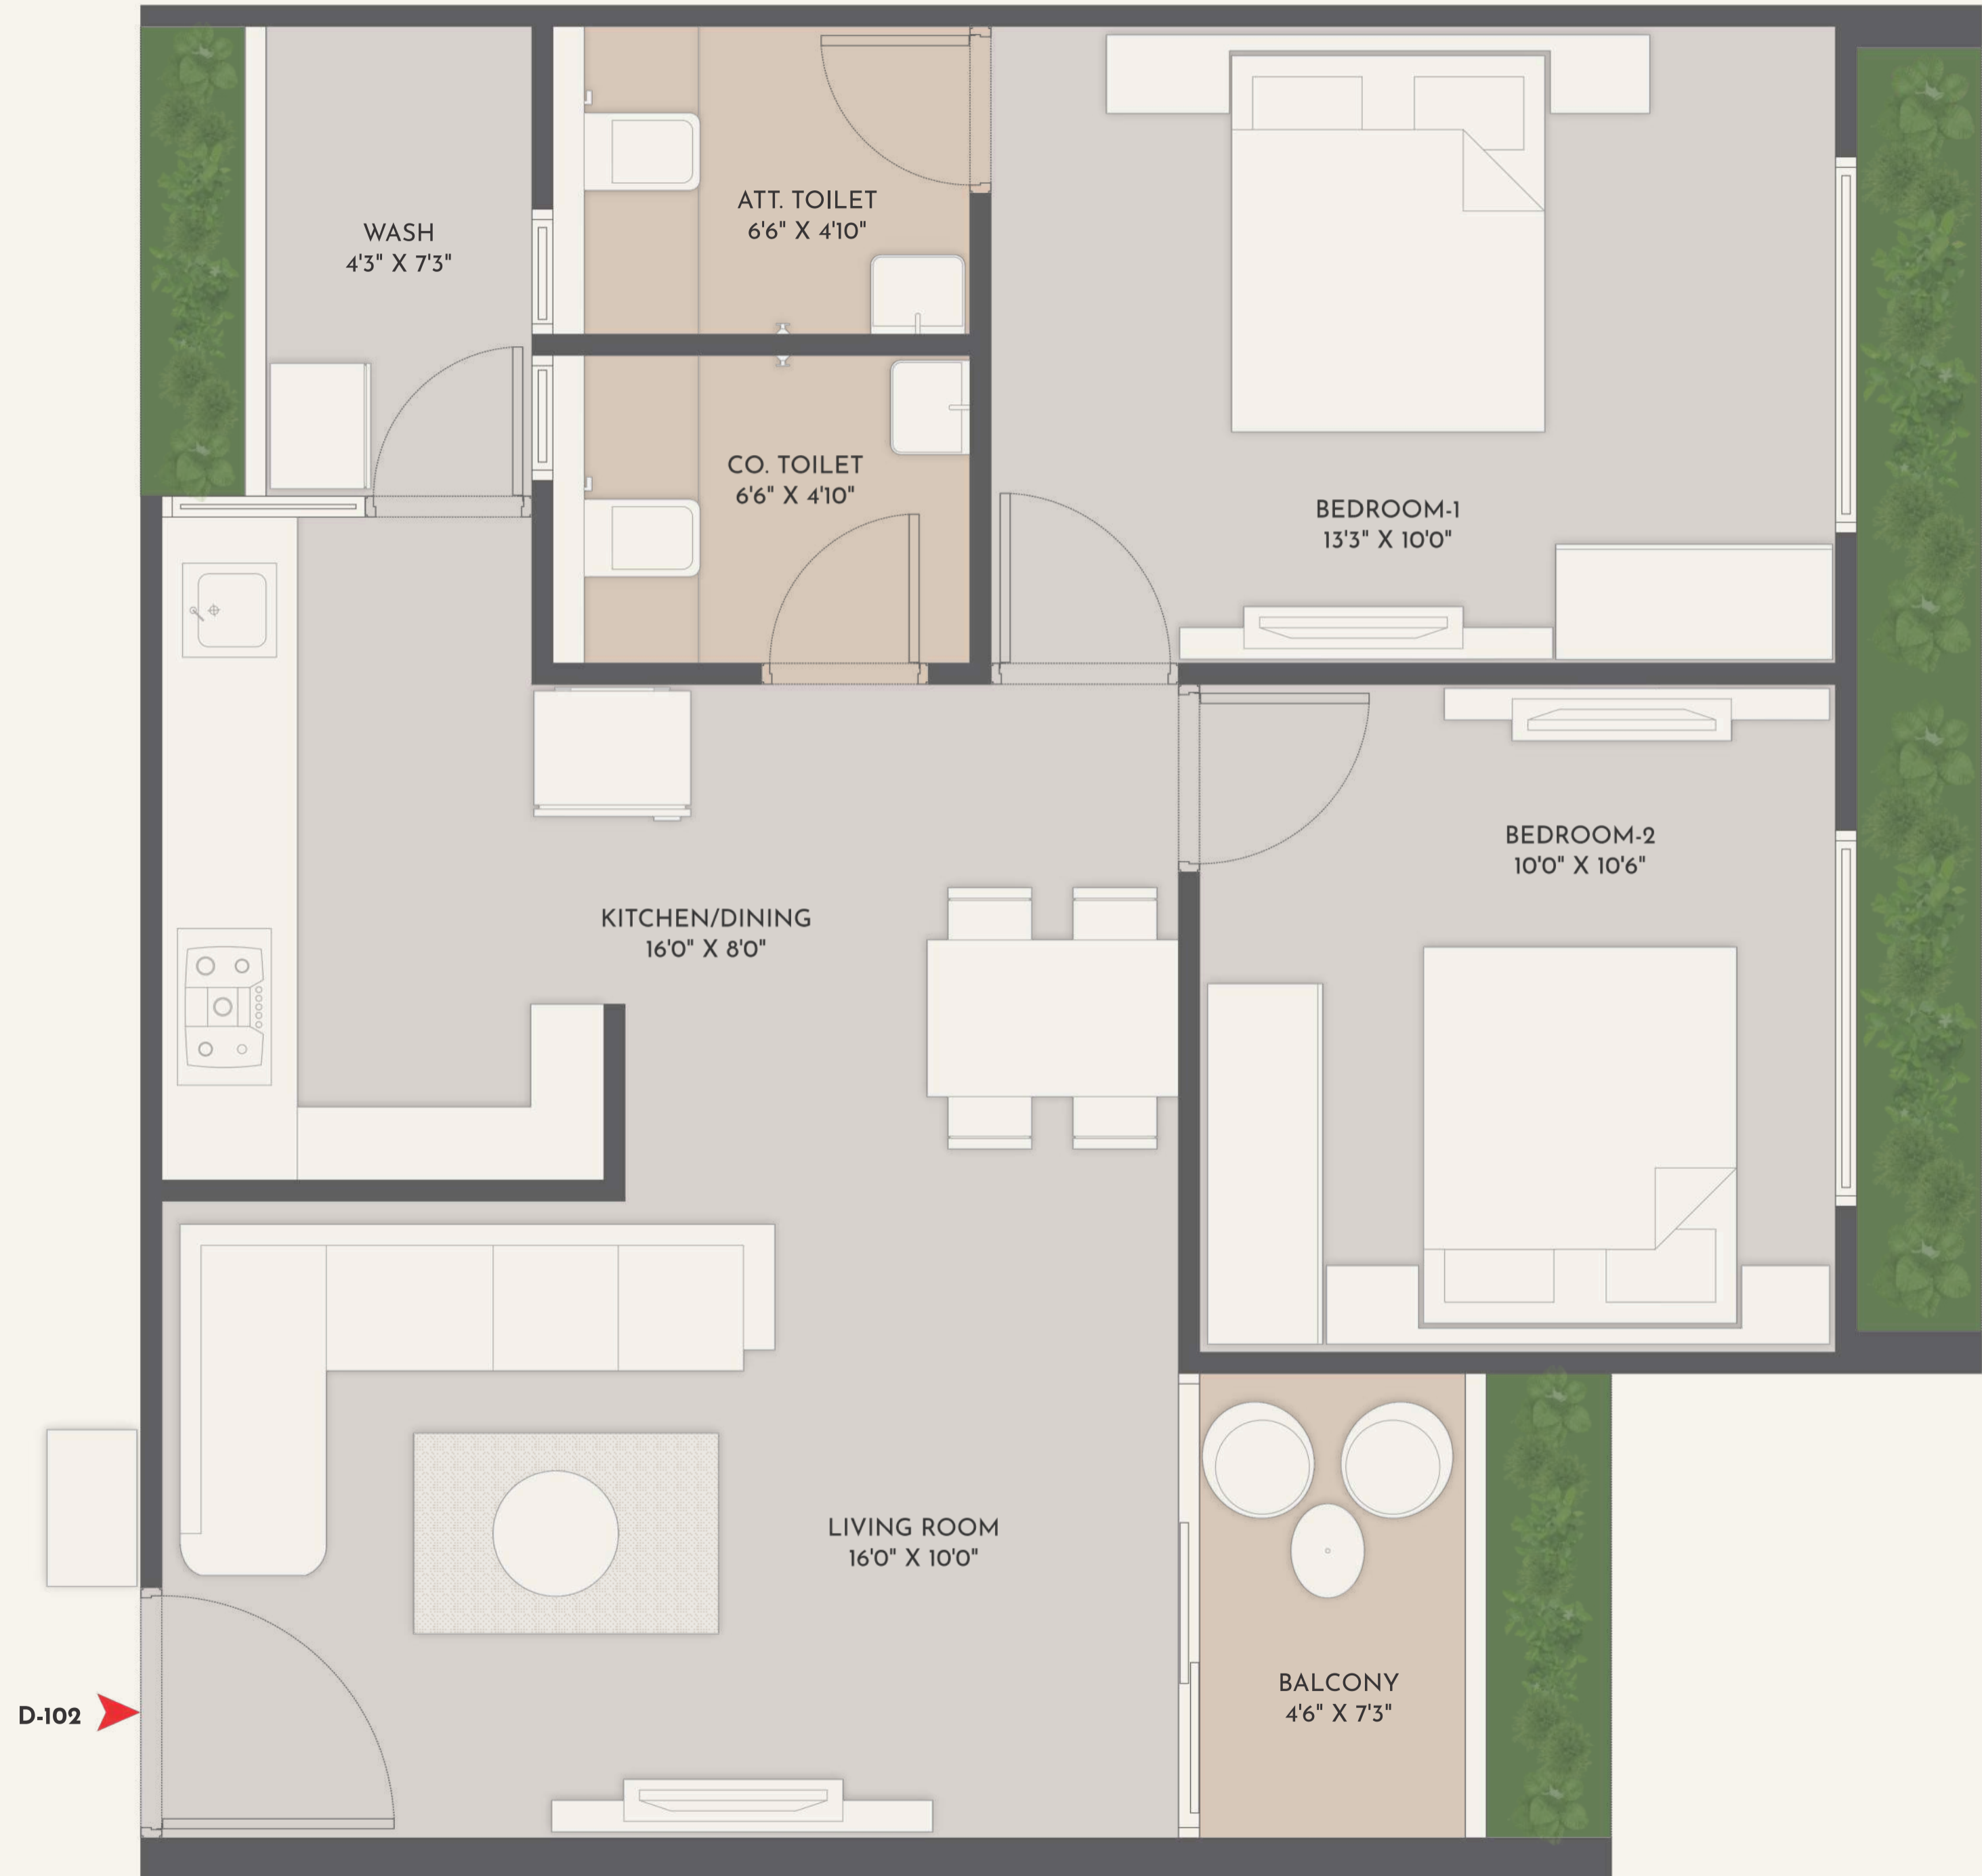 ATT. TOILET
6'6" X 4'10"
WASH
4'3" X 7'3"
CO. TOILET
6'6" X 4'10"
BEDROOM-1
13'3" X 10'0"
BEDROOM-2
10'0" X 10'6"
KITCHEN/DINING
16'0" X 8'0"
LIVING ROOM
16'0" X 10'0"
BALCONY
4'6" X 7'3"
D-102